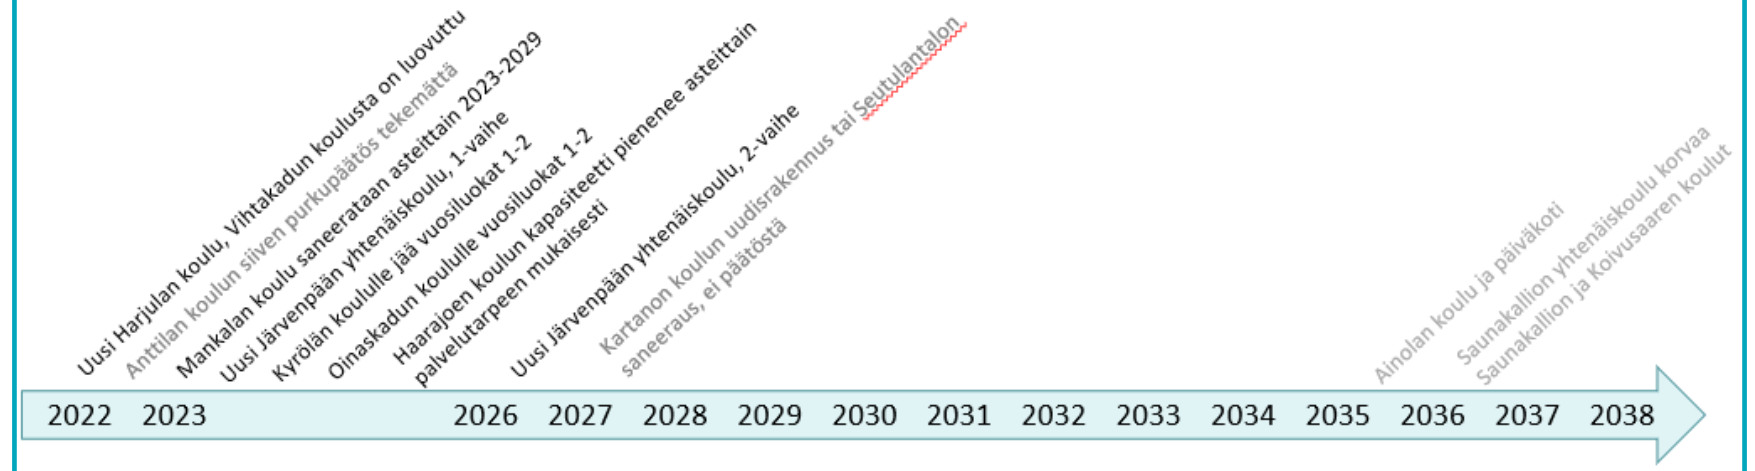 Uusi Harjulan koulu, Vihtakadun koulusta on luovuttu
Anttilan koulun siiven purkupäätös tekemättä
Mankalan koulu saneerataan asteittain 2023-2029
Uusi Järvenpään yhtenäiskoulu, 1-vaihe
Kyrölän koululle jää vuosiluokat 1-2
Oinaskadun koululle vuosiluokat 1-2
Haarajoen koulun kapasiteetti pienenee asteittain
palvelutarpeen mukaisesti
Uusi Järvenpään yhtenäiskoulu, 2-vaihe
Kartanon koulun uudisrakennus tai Seutulantalon
saneeraus, ei päätöstä
Ainolan koulu ja päiväkoti
Saunakallion yhtenäiskoulu korvaa
Saunakallion ja Koivusaaren koulut
2022 2023 2026 2027 2028 2029 2030 2031 2032 2033 2034 2035 2036 2037 2038